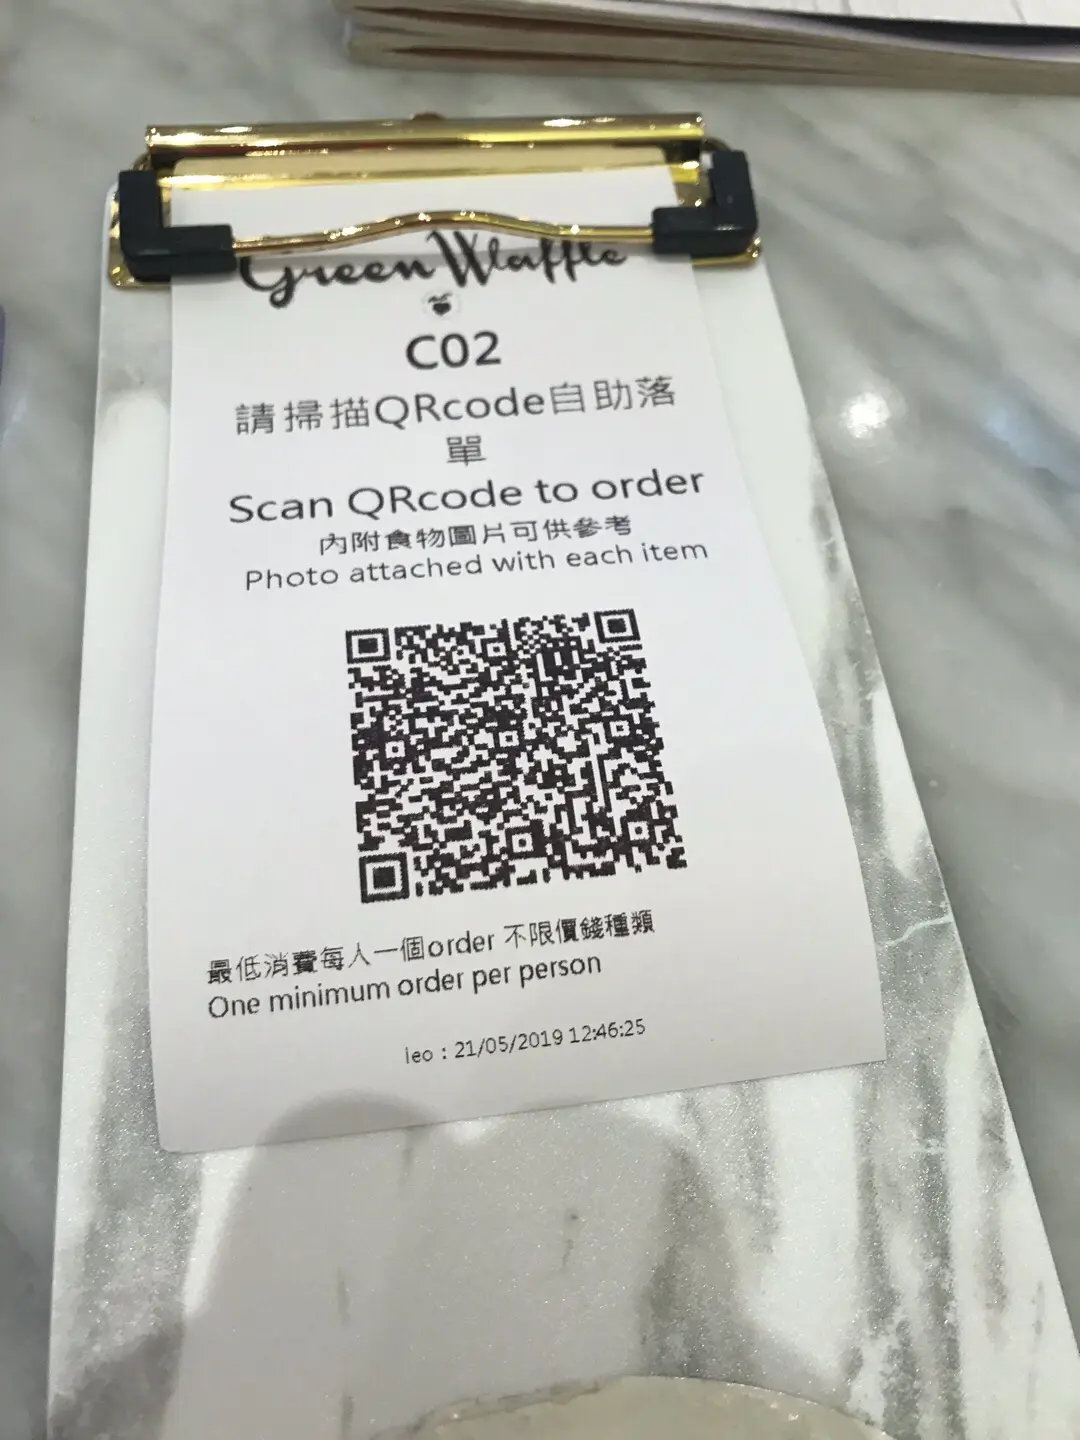 Green Waffle
C02
請掃描QRcode自助落
單
Scan QRcode to order
內附食物圖片可供參考
Photo attached with each item
最低消費每人一個order 不限價錢種類
One minimum order per person
leo : 21/05/2019 12:46:25